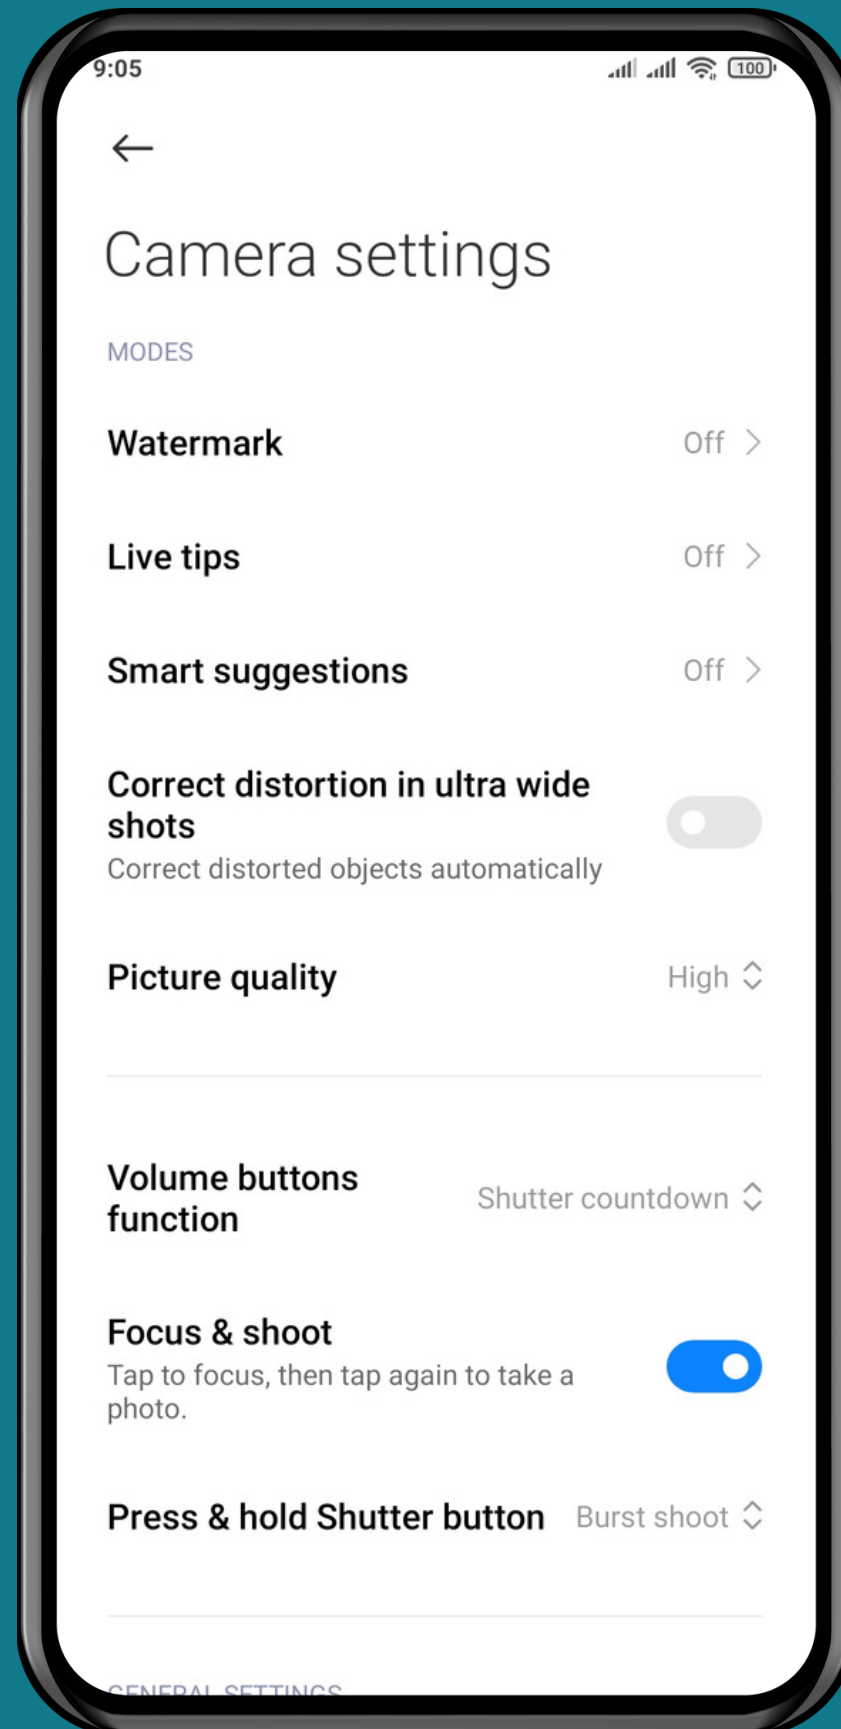 9:05
100
Camera settings
MODES
Watermark
Off
Live tips
Off
Smart suggestions
Off
Correct distortion in ultra wide
shots
Correct distorted objects automatically
Picture quality
High
Volume buttons
function
Shutter countdown
Focus & shoot
Tap to focus, then tap again to take a
photo.
Press & hold Shutter button
Burst shoot
GENERAL SETTINGS